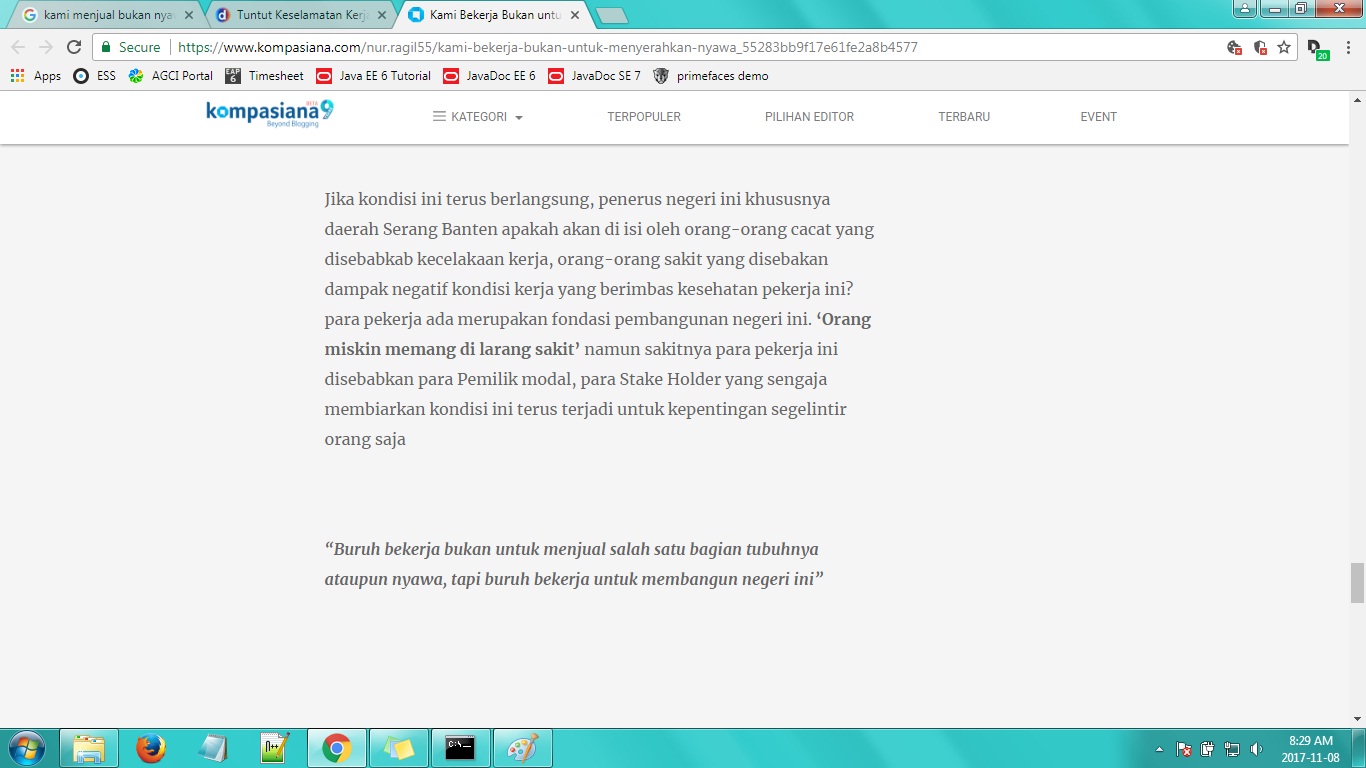 kami menjual bukan nya
Tuntut Keselamatan Kerja
Kami Bekerja Bukan untu
Secure
https://www.kompasiana.com/nur.ragil55/kami-bekerja-bukan-untuk-menyerahkan-nyawa_55283bb9f17e61fe2a8b4577
20
Apps
ESS
AGCI Portal
EAP 6
Timesheet
Java EE 6 Tutorial
JavaDoc EE 6
JavaDoc SE 7
primefaces demo
kompasiana9 BETA
Beyond Blogging
KATEGORI
TERPOPULER
PILIHAN EDITOR
TERBARU
EVENT
Jika kondisi ini terus berlangsung, penerus negeri ini khususnya
daerah Serang Banten apakah akan di isi oleh orang-orang cacat yang
disebabkab kecelakaan kerja, orang-orang sakit yang disebakan
dampak negatif kondisi kerja yang berimbas kesehatan pekerja ini?
para pekerja ada merupakan fondasi pembangunan negeri ini. ‘Orang
miskin memang di larang sakit’ namun sakitnya para pekerja ini
disebabkan para Pemilik modal, para Stake Holder yang sengaja
membiarkan kondisi ini terus terjadi untuk kepentingan segelintir
orang saja
“Buruh bekerja bukan untuk menjual salah satu bagian tubuhnya
ataupun nyawa, tapi buruh bekerja untuk membangun negeri ini”
8:29 AM
2017-11-08